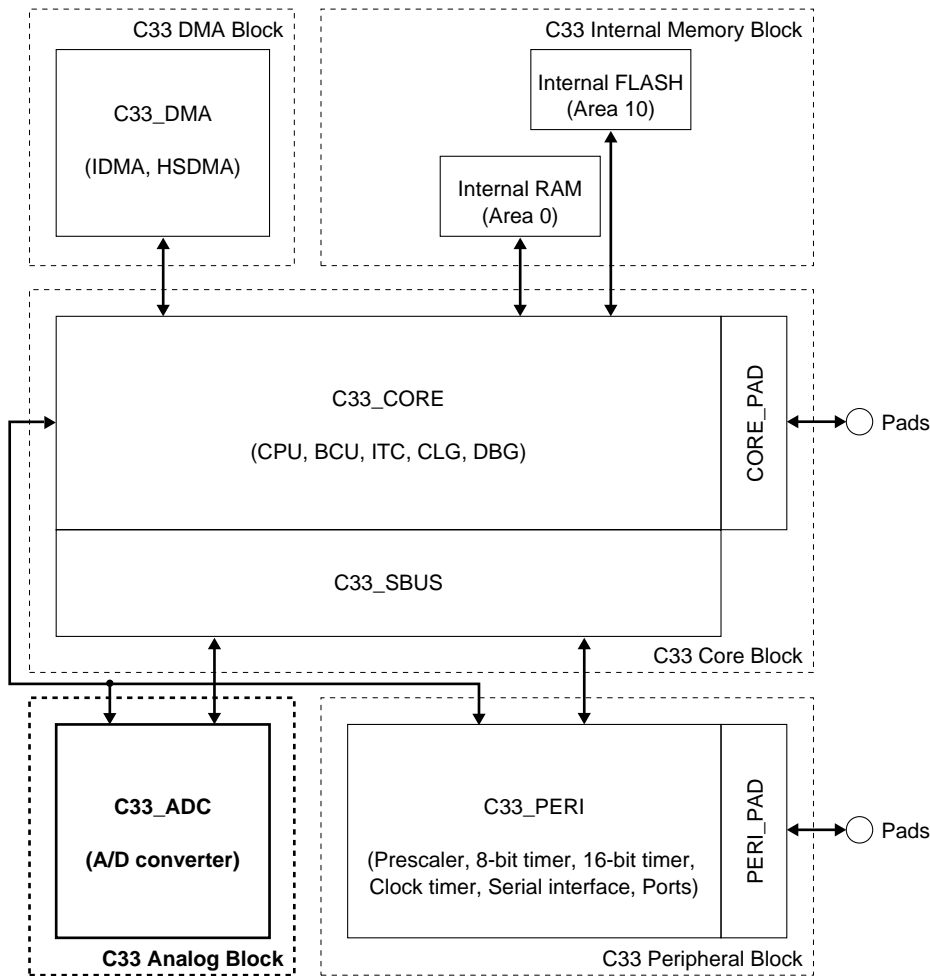 C33 DMA Block
C33 Internal Memory Block
C33_DMA
(IDMA, HSDMA)
Internal FLASH
(Area 10)
Internal RAM
(Area 0)
C33_CORE
(CPU, BCU, ITC, CLG, DBG)
CORE_PAD
Pads
C33_SBUS
C33 Core Block
C33_ADC
(A/D converter)
C33 Analog Block
C33_PERI
(Prescaler, 8-bit timer, 16-bit timer,
Clock timer, Serial interface, Ports)
PERI_PAD
Pads
C33 Peripheral Block